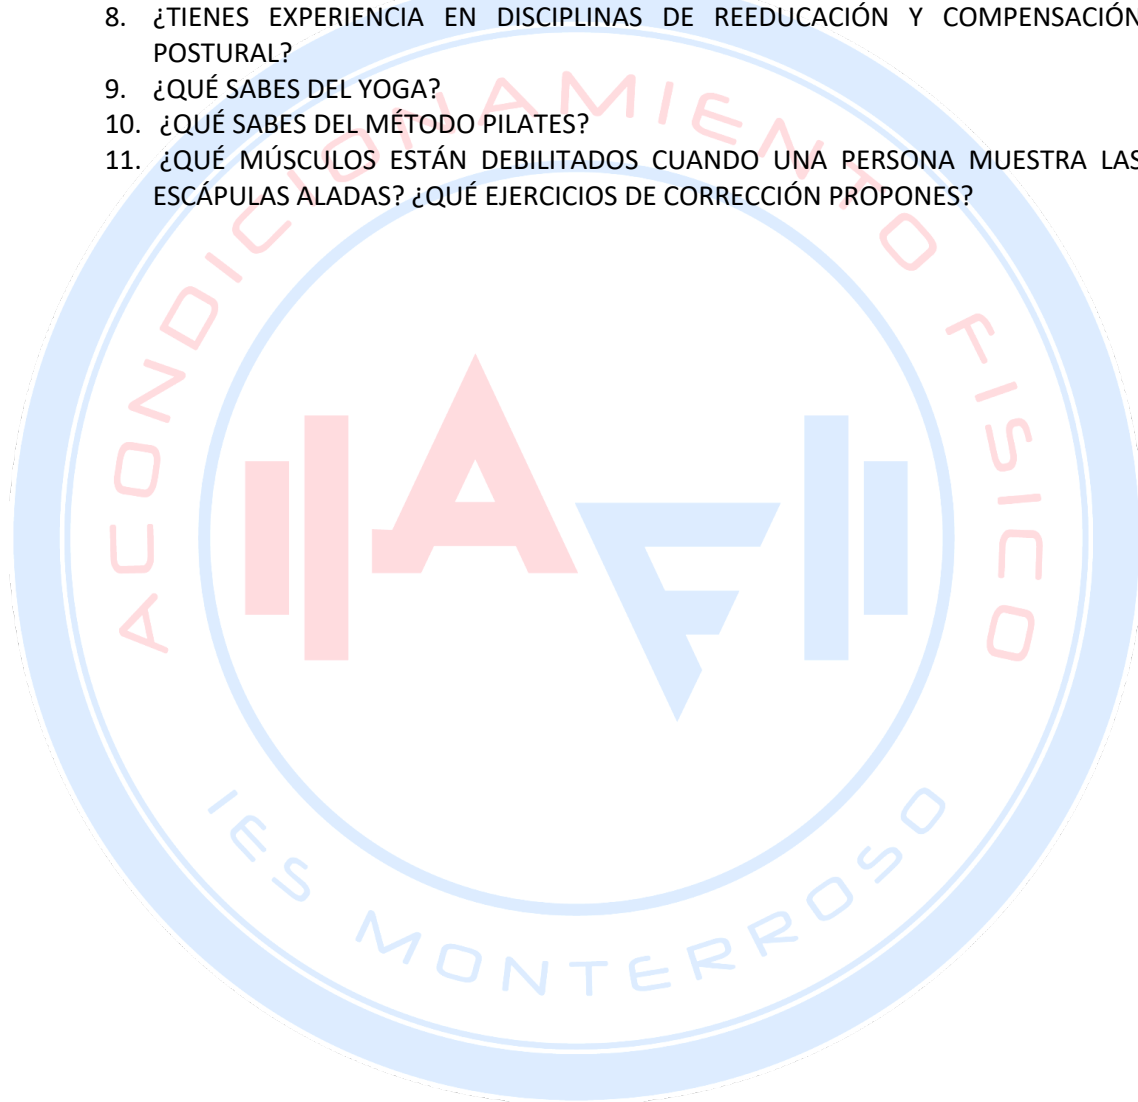 8. ¿TIENES EXPERIENCIA EN DISCIPLINAS DE REEDUCACIÓN Y COMPENSACIÓN
POSTURAL?
9. ¿QUÉ SABES DEL YOGA?
10. ¿QUÉ SABES DEL MÉTODO PILATES?
11. ¿QUÉ MÚSCULOS ESTÁN DEBILITADOS CUANDO UNA PERSONA MUESTRA LAS
ESCÁPULAS ALADAS? ¿QUÉ EJERCICIOS DE CORRECCIÓN PROPONES?
ACONDICIONAMIENTO FISICO
AF
IES MONTERROSO